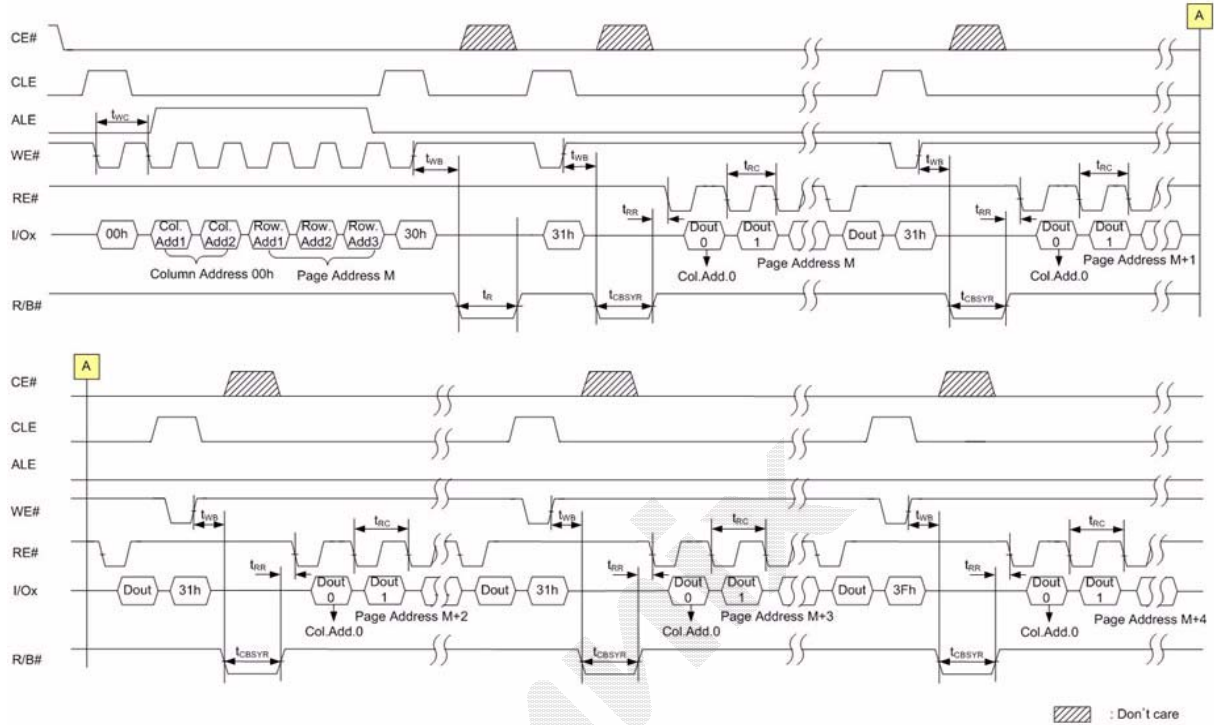 A
CE#
CLE
ALE
tWC
WE#
tWB
tWB
tWB
RE#
tRC
tRC
tRR
tRR
I/Ox
00h
Col. Add1
Col. Add2
Row. Add1
Row. Add2
Row. Add3
30h
31h
Dout 0
Dout 1
Dout
31h
Dout 0
Dout 1
Column Address 00h
Page Address M
Col.Add.0
Page Address M
Col.Add.0
Page Address M+1
R/B#
tR
tCBSYR
tCBSYR
A
CE#
CLE
ALE
WE#
tWB
tWB
tWB
RE#
tRC
tRC
tRC
tRR
tRR
tRR
I/Ox
Dout
31h
Dout 0
Dout 1
Dout
31h
Dout 0
Dout 1
Dout
3Fh
Dout 0
Dout 1
Col.Add.0
Page Address M+2
Col.Add.0
Page Address M+3
Col.Add.0
Page Address M+4
R/B#
tCBSYR
tCBSYR
tCBSYR
: Don´t care